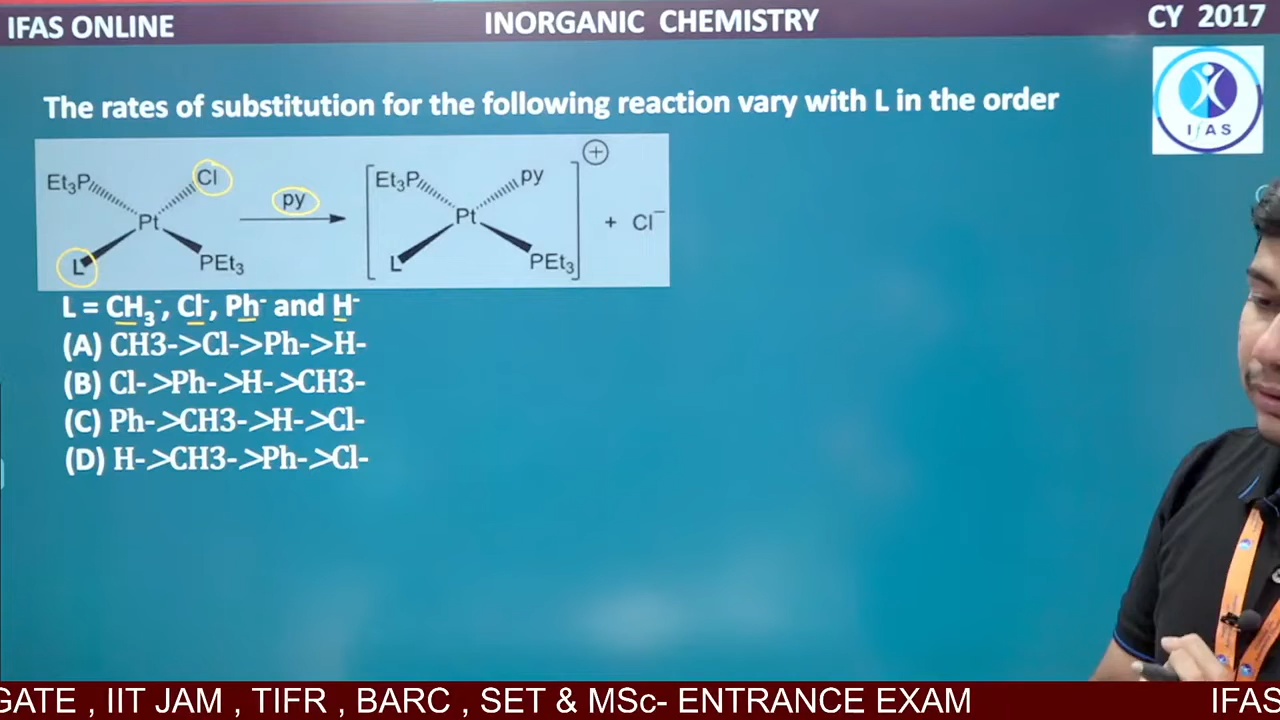 IFAS ONLINE
INORGANIC CHEMISTRY
CY 2017
IfAS
The rates of substitution for the following reaction vary with L in the order
Et₃P Cl Pt L PEt₃
py
Et₃P py Pt L PEt₃ +
+ Cl⁻
L = CH₃⁻, Cl⁻, Ph⁻ and H⁻
(A) CH3->Cl->Ph->H-
(B) Cl->Ph->H->CH3-
(C) Ph->CH3->H->Cl-
(D) H->CH3->Ph->Cl-
GATE , IIT JAM , TIFR , BARC , SET & MSc- ENTRANCE EXAM
IFAS